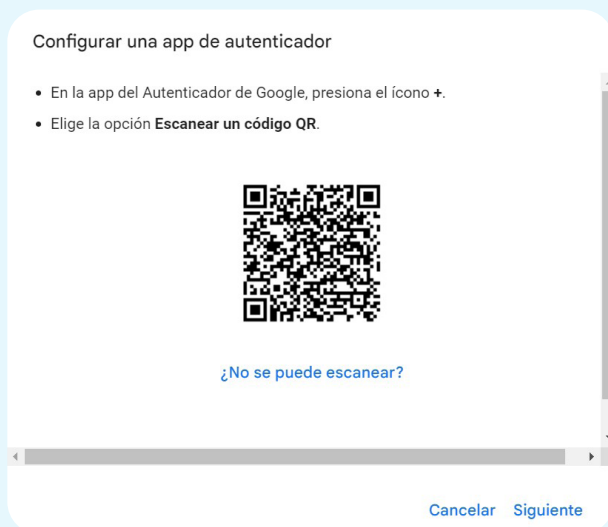 Configurar una app de autenticador
En la app del Autenticador de Google, presiona el ícono +.
Elige la opción Escanear un código QR.
¿No se puede escanear?
Cancelar Siguiente